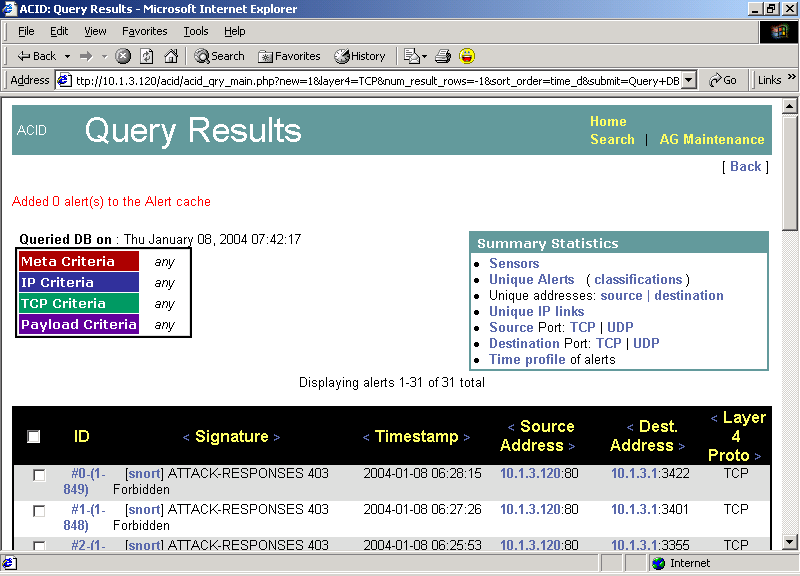 ACID: Query Results - Microsoft Internet Explorer
File Edit View Favorites Tools Help
Back Search Favorites History
Address ttp://10.1.3.120/acid/acid_qry_main.php?new=1&layer4=TCP&num_result_rows=-1&sort_order=time_d&submit=Query+DB Go Links »
ACID Query Results
Home
Search | AG Maintenance
[ Back ]
Added 0 alert(s) to the Alert cache
Queried DB on : Thu January 08, 2004 07:42:17
Meta Criteria any
IP Criteria any
TCP Criteria any
Payload Criteria any
Summary Statistics
• Sensors
• Unique Alerts ( classifications )
• Unique addresses: source | destination
• Unique IP links
• Source Port: TCP | UDP
• Destination Port: TCP | UDP
• Time profile of alerts
Displaying alerts 1-31 of 31 total
ID < Signature > < Timestamp > < Source Address > < Dest. Address > < Layer 4 Proto >
#0-(1-849) [snort] ATTACK-RESPONSES 403 Forbidden 2004-01-08 06:28:15 10.1.3.120:80 10.1.3.1:3422 TCP
#1-(1-848) [snort] ATTACK-RESPONSES 403 Forbidden 2004-01-08 06:27:26 10.1.3.120:80 10.1.3.1:3401 TCP
#2-(1- [snort] ATTACK-RESPONSES 403 2004-01-08 06:25:53 10.1.3.120:80 10.1.3.1:3355 TCP
Internet